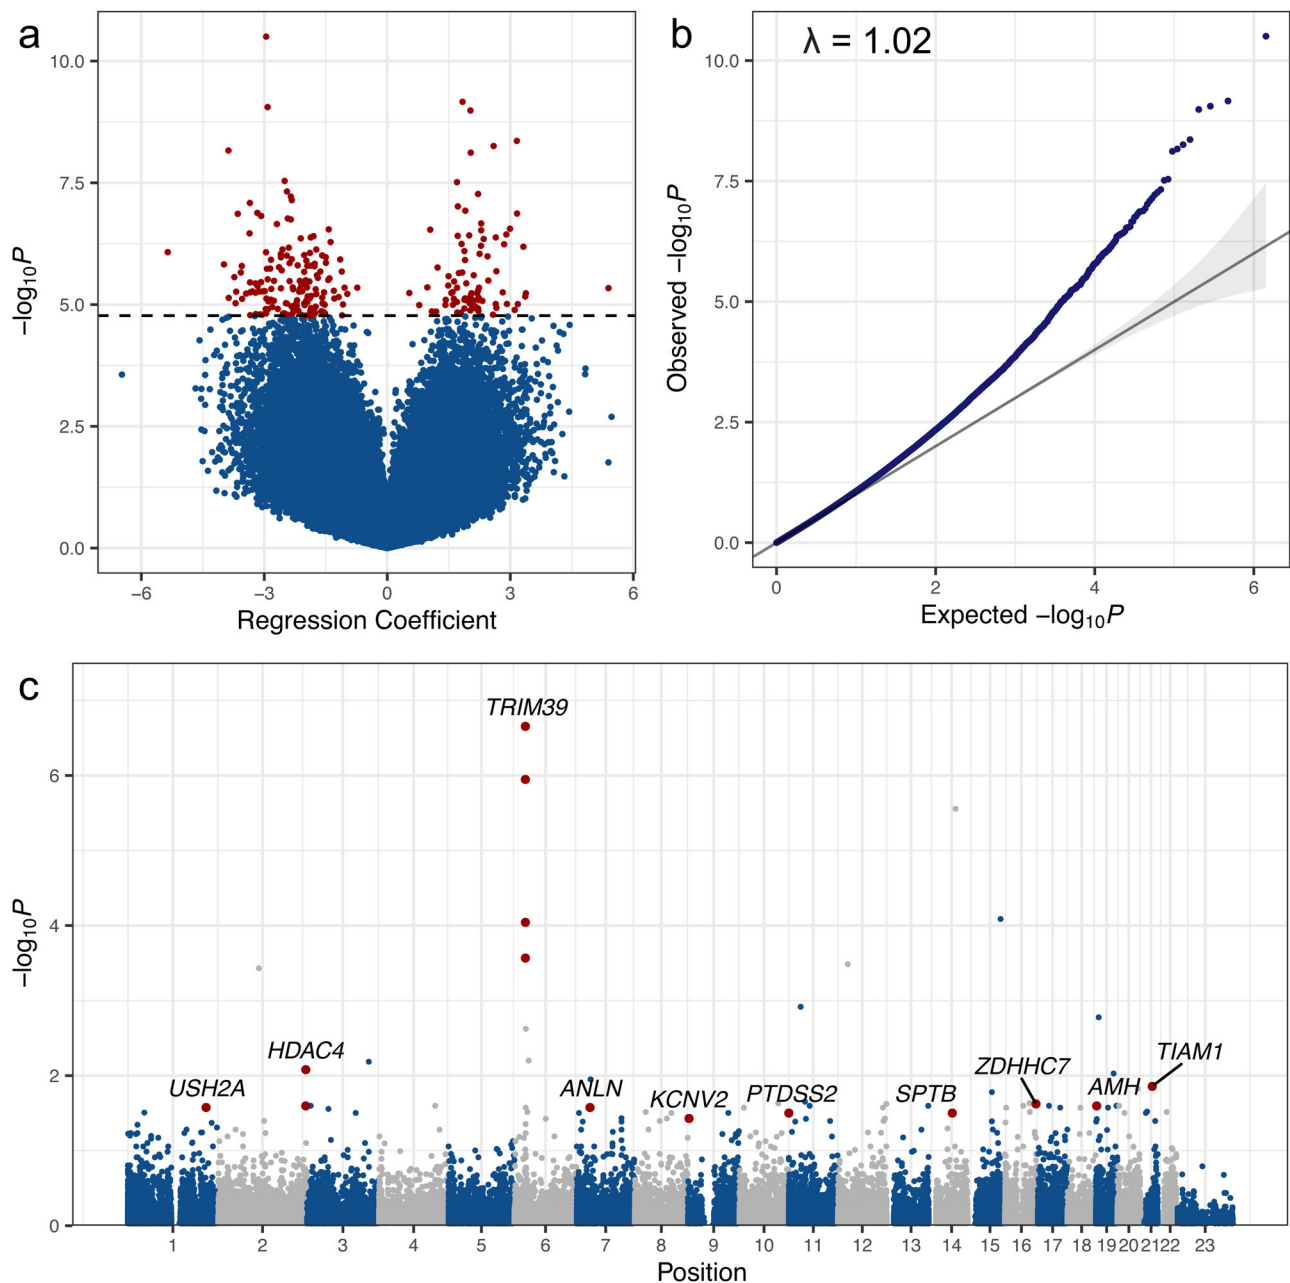 a
10.0
7.5
5.0
2.5
0.0
−log₁₀P
−6 −3 0 3 6
Regression Coefficient
b
λ = 1.02
10.0
7.5
5.0
2.5
0.0
Observed −log₁₀P
0 2 4 6
Expected −log₁₀P
c
TRIM39
6
4
2
0
−log₁₀P
HDAC4
TIAM1
ZDHHC7
USH2A
ANLN
KCNV2
PTDSS2
SPTB
AMH
1 2 3 4 5 6 7 8 9 10 11 12 13 14 15 16 17 18 19 20 21 22 23
Position